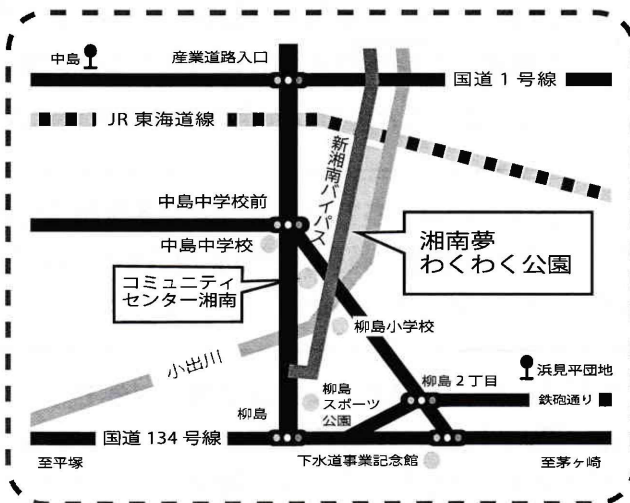 中島
産業道路入口
国道1号線
JR東海道線
新湘南バイパス
中島中学校前
中島中学校
湘南夢
わくわく公園
コミュニティ
センター湘南
柳島小学校
小出川
浜見平団地
柳島2丁目
柳島
スポーツ
公園
鉄砲通り
柳島
国道134号線
至平塚
下水道事業記念館
至茅ヶ崎